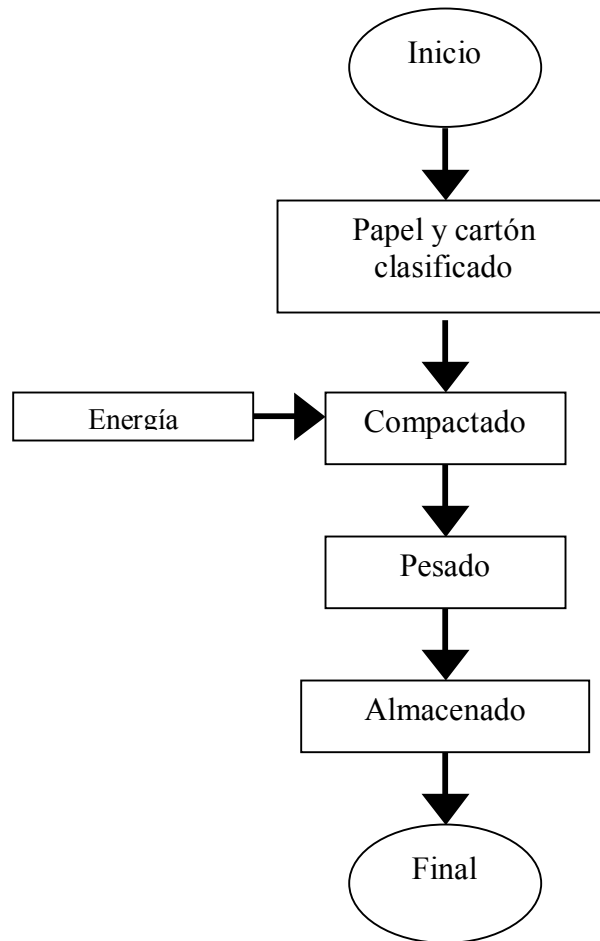 Inicio
Papel y cartón
clasificado
Energía
Compactado
Pesado
Almacenado
Final